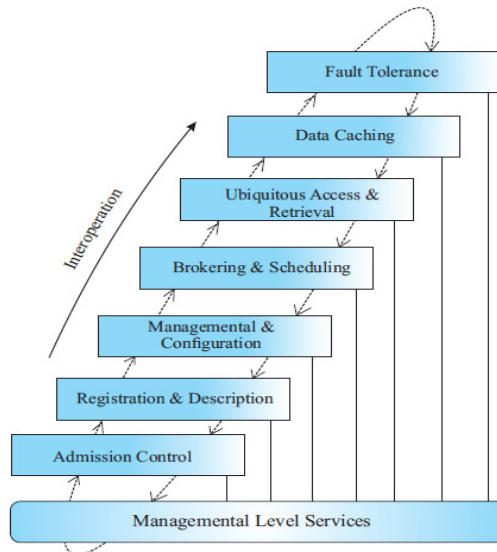 Fault Tolerance
Data Caching
Ubiquitous Access &
Retrieval
Interoperation
Brokering & Scheduling
Managemental &
Configuration
Registration & Description
Admission Control
Managemental Level Services